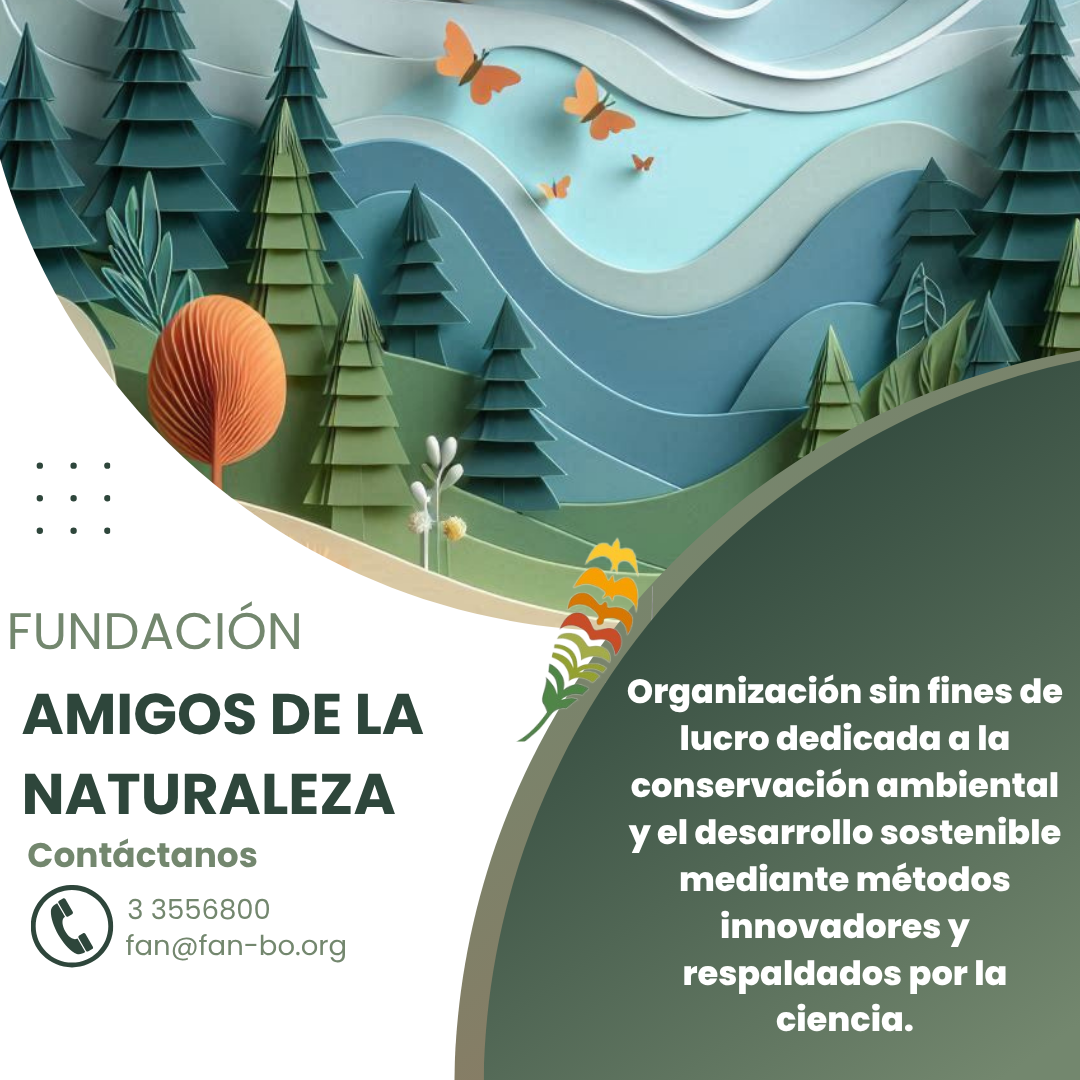 FUNDACIÓN
AMIGOS DE LA
NATURALEZA
Contáctanos
3 3556800
fan@fan-bo.org
Organización sin fines de
lucro dedicada a la
conservación ambiental
y el desarrollo sostenible
mediante métodos
innovadores y
respaldados por la
ciencia.